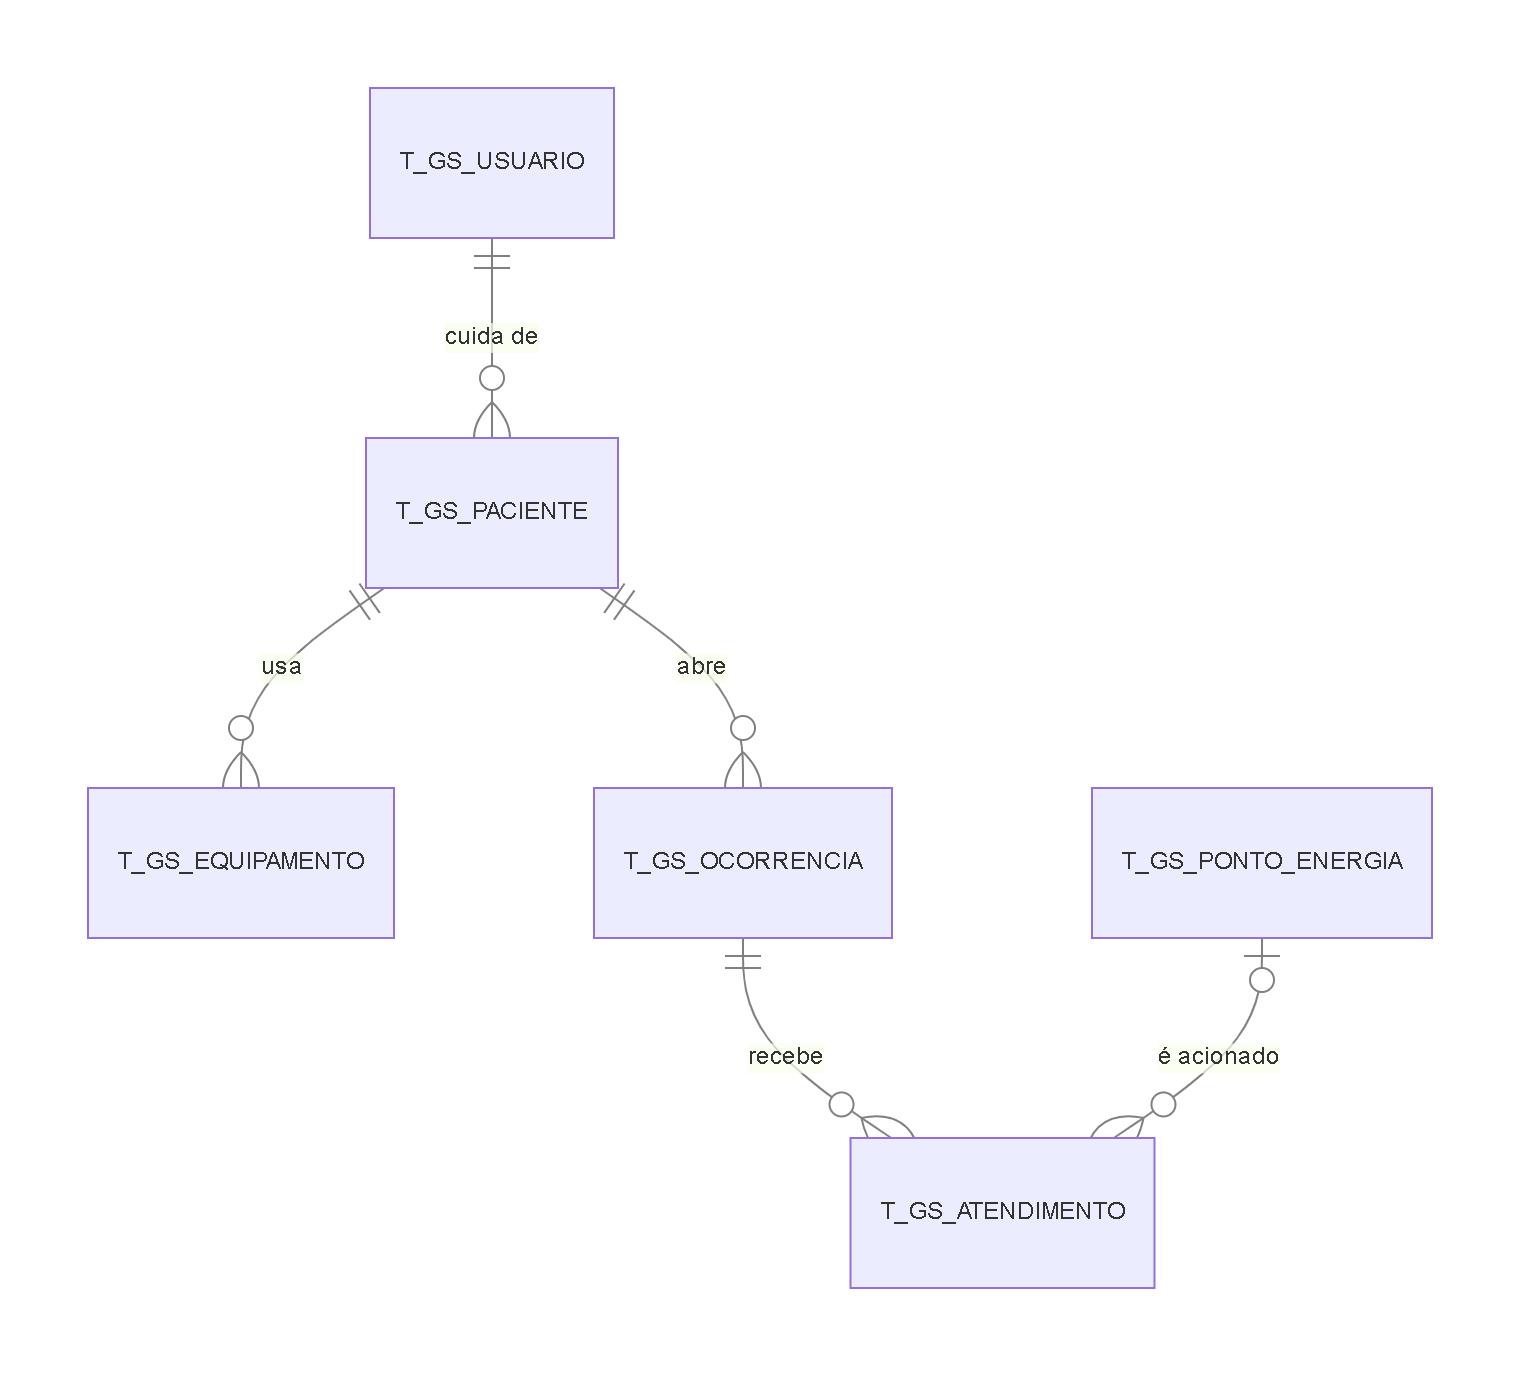 T_GS_USUARIO
cuida de
T_GS_PACIENTE
usa
abre
T_GS_EQUIPAMENTO
T_GS_OCORRENCIA
T_GS_PONTO_ENERGIA
recebe
é acionado
T_GS_ATENDIMENTO